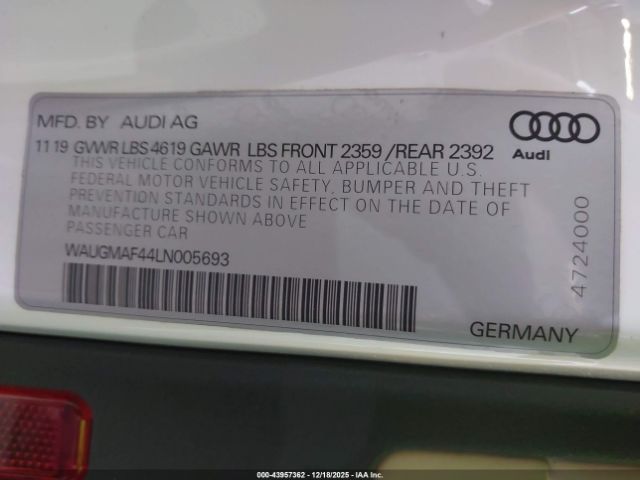 MFD. BY AUDI AG
11 19 GVWR LBS 4619 GAWR LBS FRONT 2359 /REAR 2392
THIS VEHICLE CONFORMS TO ALL APPLICABLE U.S.
FEDERAL MOTOR VEHICLE SAFETY, BUMPER AND THEFT
PREVENTION STANDARDS IN EFFECT ON THE DATE OF
MANUFACTURE SHOWN ABOVE
PASSENGER CAR
WAUGMAF44LN005693
Audi
4724000
GERMANY
000-43957362 | 12/18/2025 - IAA Inc.